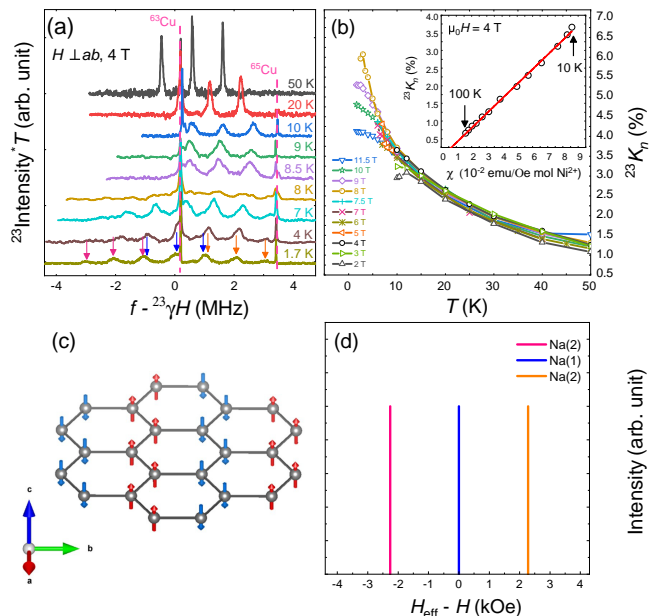 (a)
⁶³Cu
H ⊥ab, 4 T
⁶⁵Cu
50 K
20 K
10 K
9 K
8.5 K
8 K
7 K
4 K
1.7 K
²³Intensity*T (arb. unit)
-4 -2 0 2 4
f - ²³γH (MHz)
(b)
μ₀H = 4 T
²³Kₙ (%)
3.5
3.0
2.5
2.0
1.5
1.0
0.5
100 K
10 K
0 1 2 3 4 5 6 7 8 9
χ (10⁻² emu/Oe mol Ni²⁺)
11.5 T
10 T
9 T
8 T
7.5 T
7 T
6 T
5 T
4 T
3 T
2 T
7.0
6.5
6.0
5.5
5.0
4.5
4.0
3.5
3.0
2.5
2.0
1.5
1.0
0.5
²³Kₙ (%)
0 10 20 30 40 50
T (K)
(c)
c
b
a
(d)
Na(2)
Na(1)
Na(2)
Intensity (arb. unit)
-4 -3 -2 -1 0 1 2 3 4
H_eff - H (kOe)